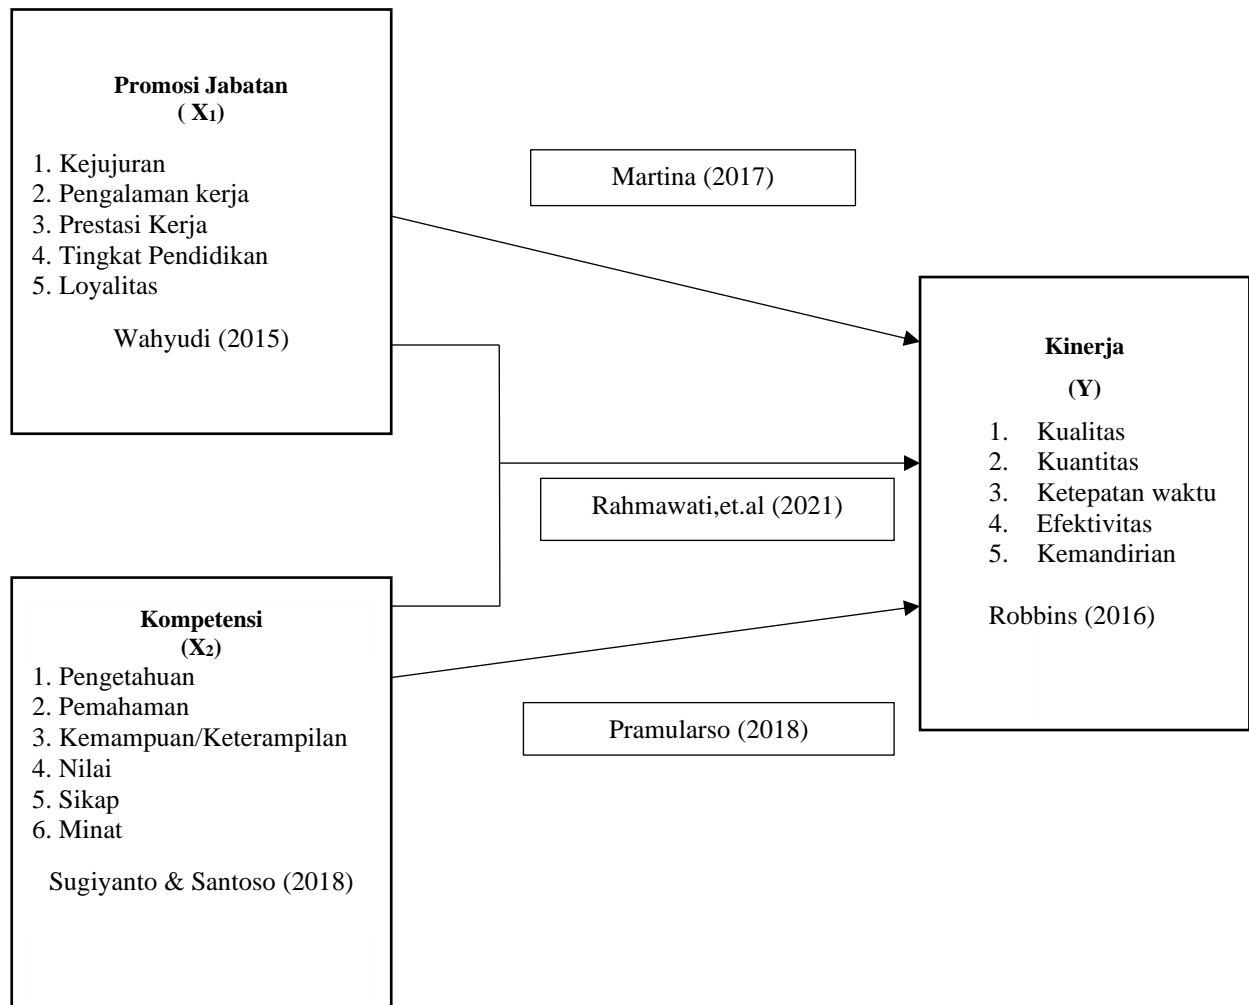 Promosi Jabatan
( X1)
1. Kejujuran
2. Pengalaman kerja
3. Prestasi Kerja
4. Tingkat Pendidikan
5. Loyalitas
Wahyudi (2015)
Martina (2017)
Rahmawati,et.al (2021)
Kompetensi
(X2)
1. Pengetahuan
2. Pemahaman
3. Kemampuan/Keterampilan
4. Nilai
5. Sikap
6. Minat
Sugiyanto & Santoso (2018)
Pramularso (2018)
Kinerja
(Y)
1. Kualitas
2. Kuantitas
3. Ketepatan waktu
4. Efektivitas
5. Kemandirian
Robbins (2016)